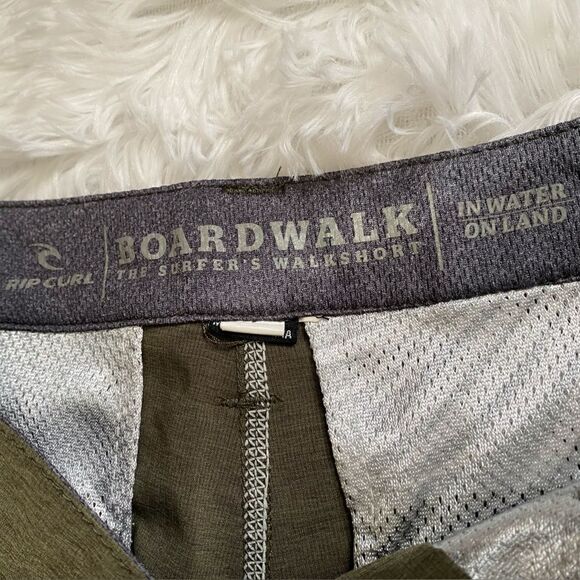 RIP CURL
BOARDWALK
THE SURFER'S WALKSHORT
IN WATER
ON LAND
A